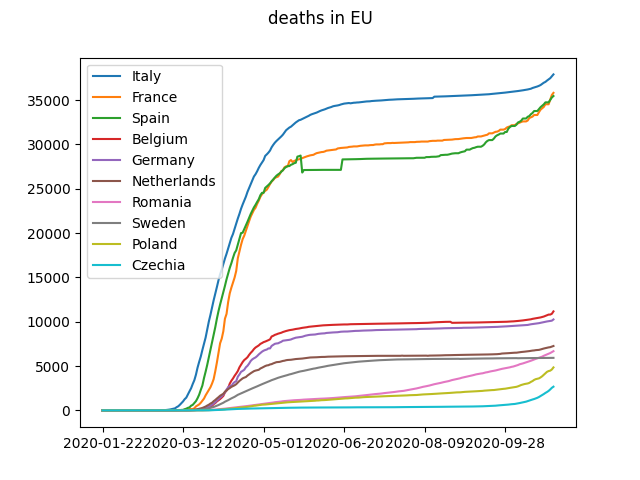 deaths in EU
Italy
France
Spain
Belgium
Germany
Netherlands
Romania
Sweden
Poland
Czechia
35000
30000
25000
20000
15000
10000
5000
0
2020-01-22 2020-03-12 2020-05-01 2020-06-20 2020-08-09 2020-09-28